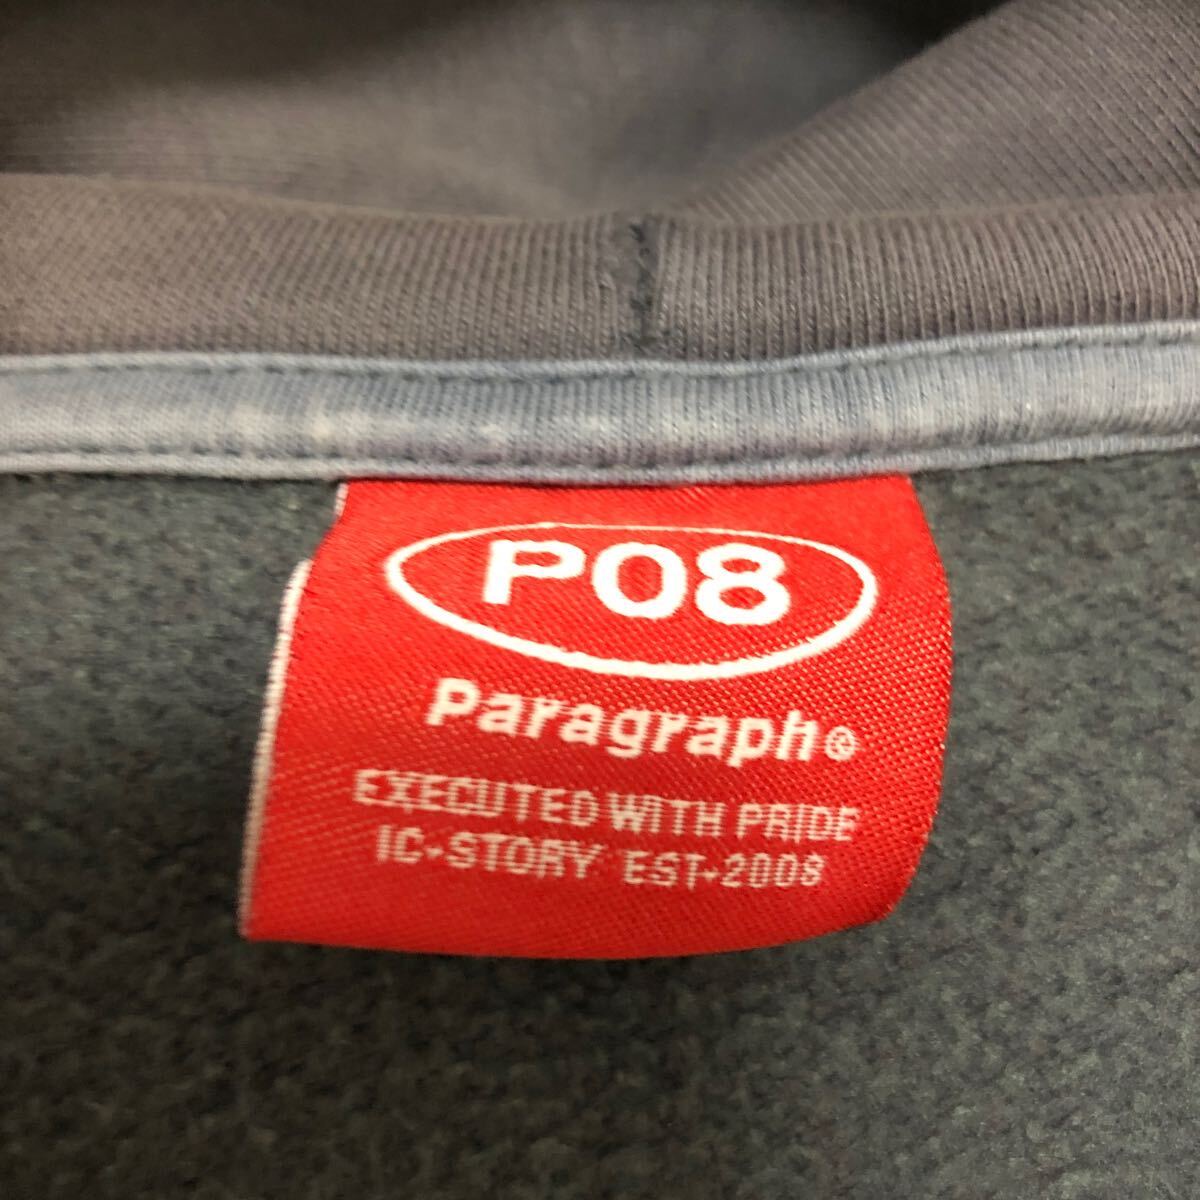 P08
Paragraph®
EXECUTED WITH PRIDE
IC-STORY EST-2008